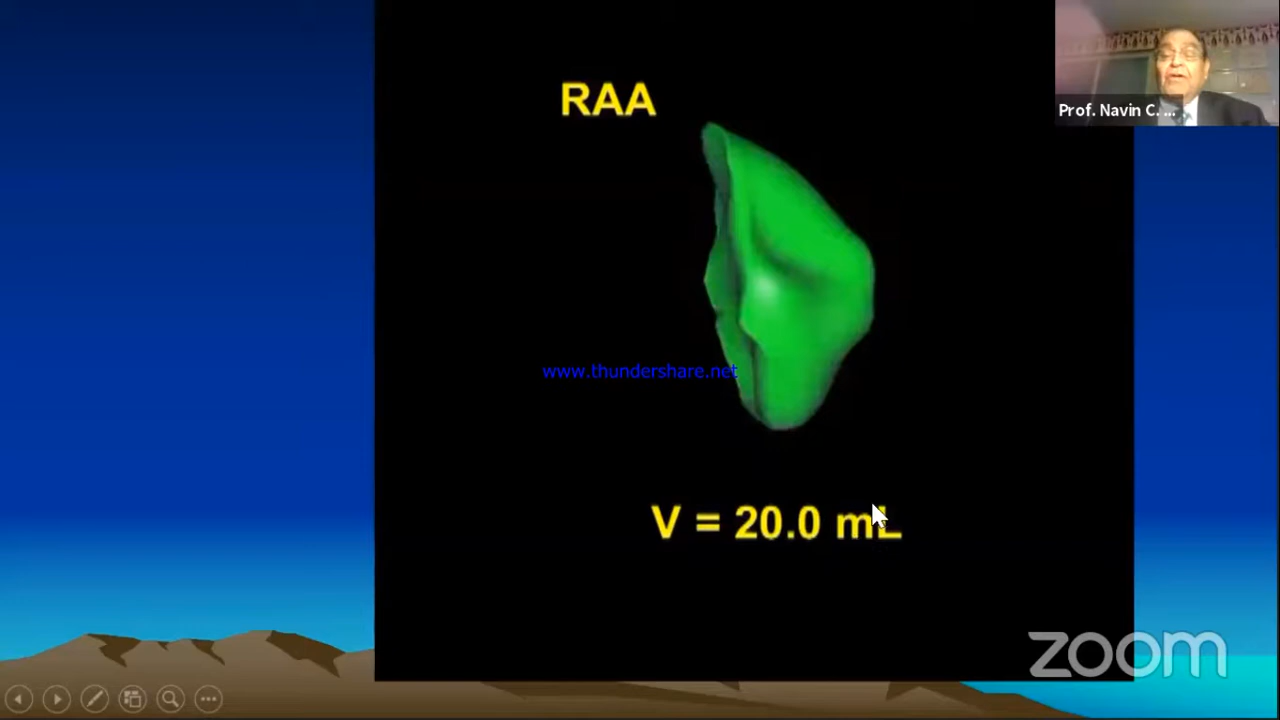 RAA
Prof. Navin C. ...
www.thundershare.net
V = 20.0 mL
zoom